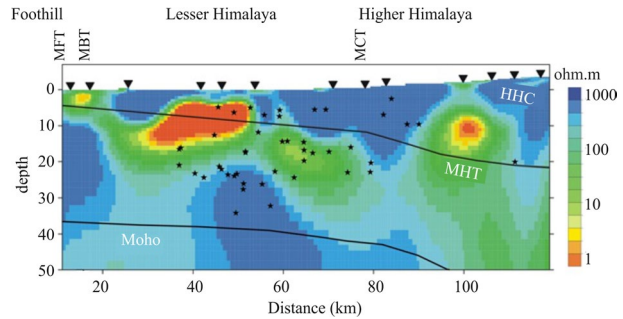 Foothill Lesser Himalaya Higher Himalaya
MFT MBT MCT
ohm.m
HHC
MHT
Moho
0
10
20
30
40
50
depth
1000
100
10
1
20 40 60 80 100
Distance (km)